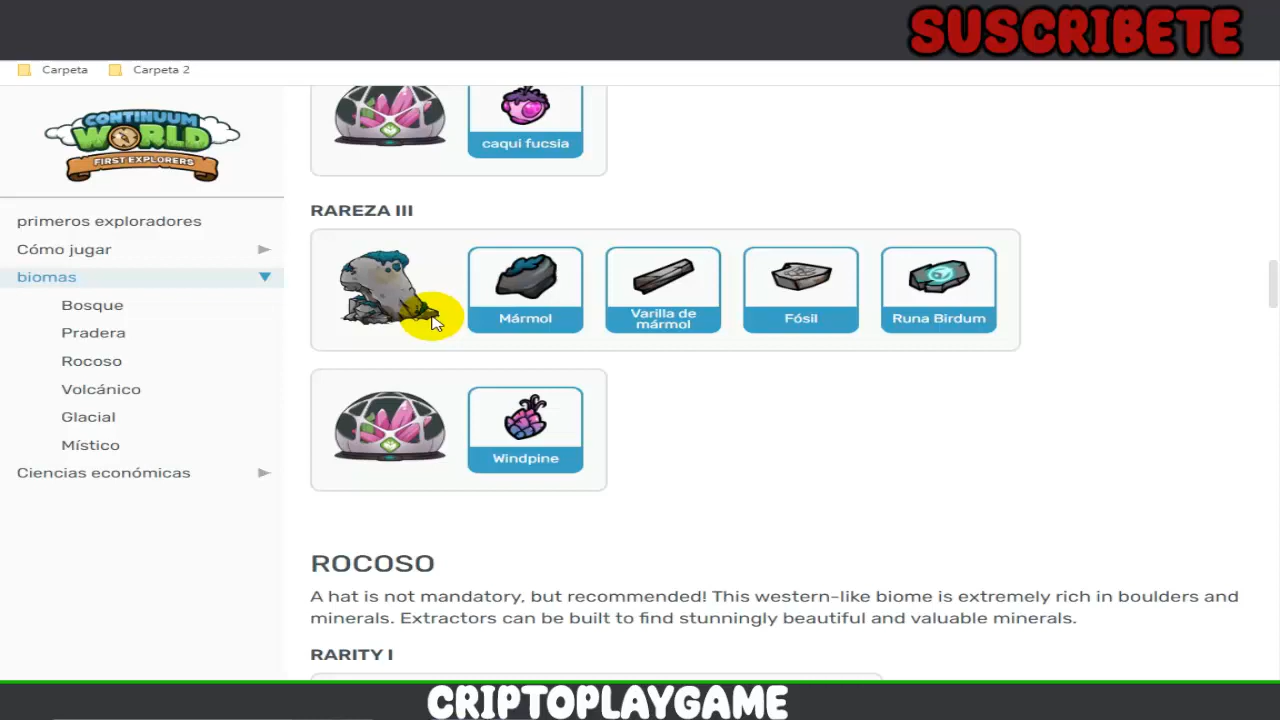 SUSCRIBETE
Carpeta
Carpeta 2
CONTINUUM
WORLD
FIRST EXPLORERS
primeros exploradores
Cómo jugar
biomas
Bosque
Pradera
Rocoso
Volcánico
Glacial
Místico
Ciencias económicas
caqui fucsia
RAREZA III
Mármol
Varilla de
mármol
Fósil
Runa Birdum
Windpine
ROCOSO
A hat is not mandatory, but recommended! This western-like biome is extremely rich in boulders and
minerals. Extractors can be built to find stunningly beautiful and valuable minerals.
RARITY I
CRIPTOPLAYGAME